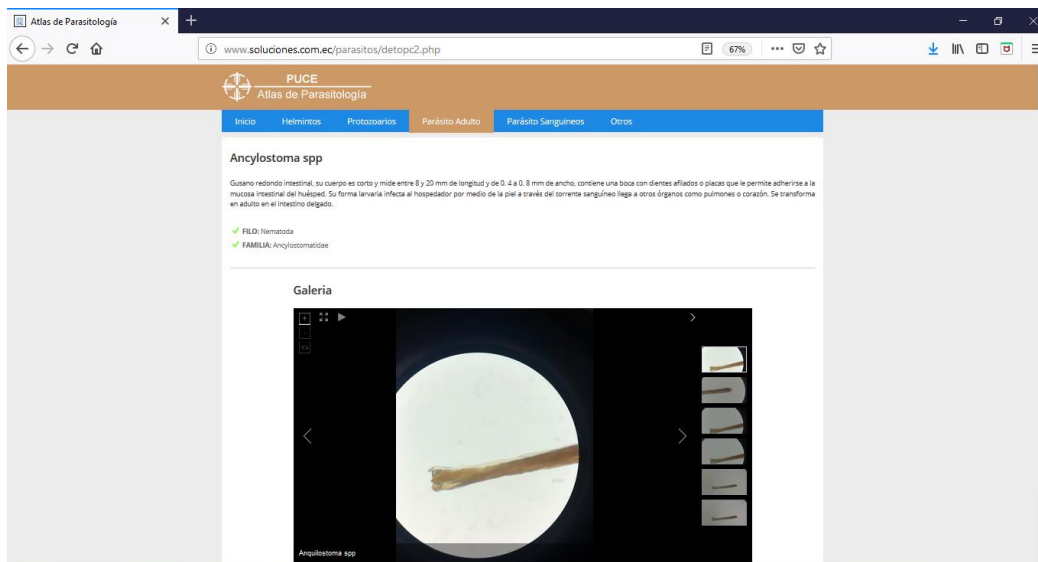 Atlas de Parasitología
www.soluciones.com.ec/parasitos/detopc2.php
67%
PUCE
Atlas de Parasitología
Inicio Helmintos Protozoarios Parásito Adulto Parásito Sanguineos Otros
Ancylostoma spp
Gusano redondo intestinal, su cuerpo es corto y mide entre 8 y 20 mm de longitud y de 0. 4 a 0. 8 mm de ancho, contiene una boca con dientes afilados o placas que le permite adherirse a la
mucosa intestinal del huésped. Su forma larvaria infecta al hospedador por medio de la piel a través del torrente sanguíneo llega a otros órganos como pulmones o corazón. Se transforma
en adulto en el intestino delgado.
FILO: Nematoda
FAMILIA: Ancylostomatidae
Galeria
Anquilostoma spp